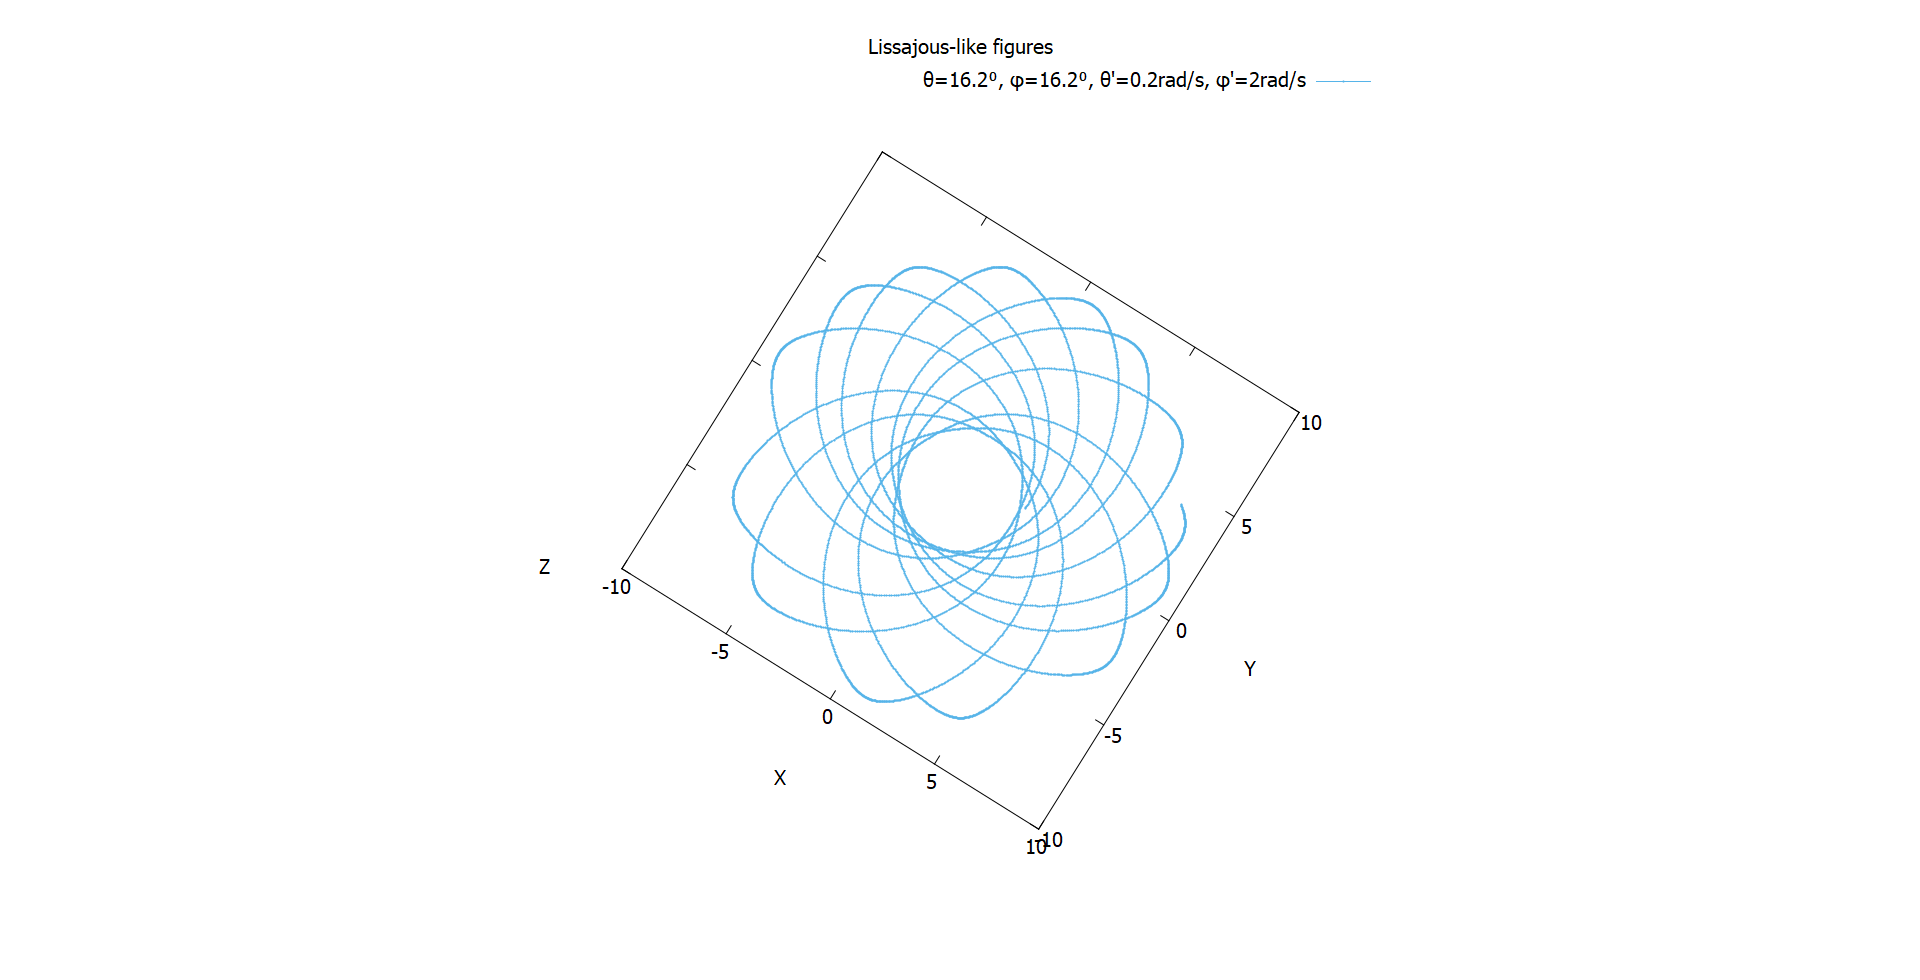 Lissajous-like figures
θ=16.2º, φ=16.2º, θ'=0.2rad/s, φ'=2rad/s
10
5
Z
-10
0
-5
Y
0
-5
X
5
10
-10